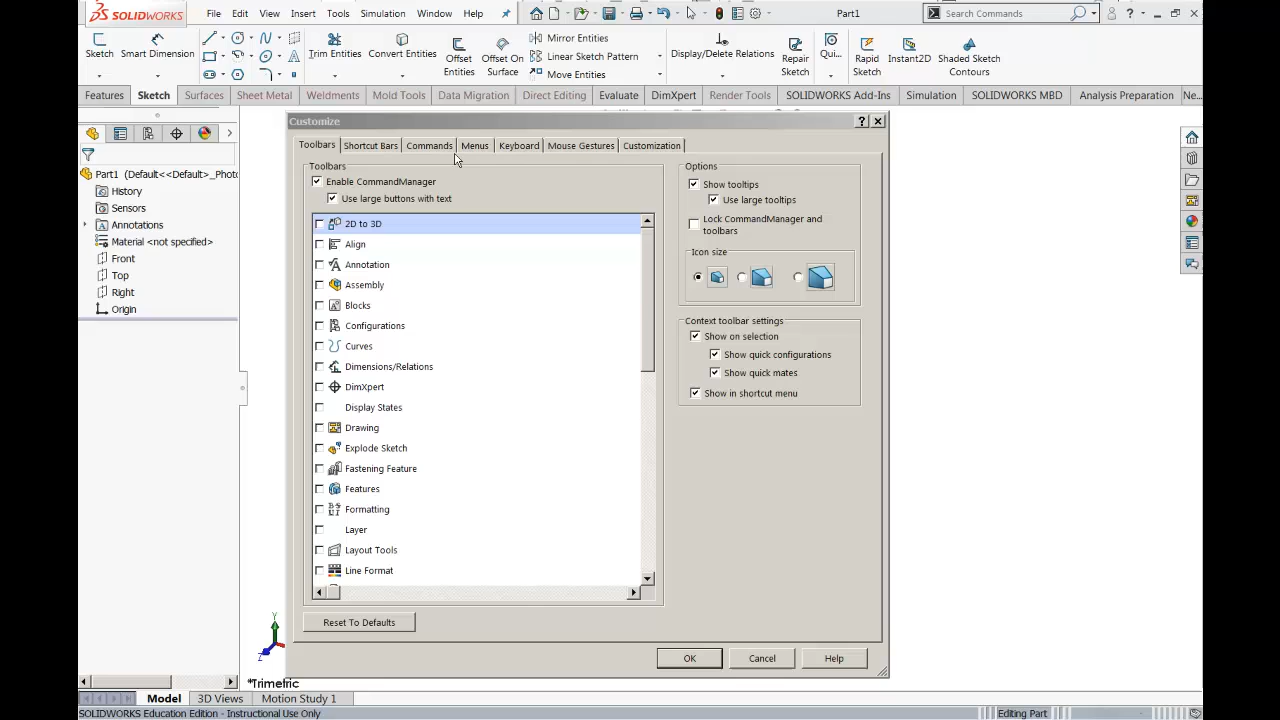 SOLIDWORKS File Edit View Insert Tools Simulation Window Help Part1 Search Commands ?
Sketch Smart Dimension Trim Entities Convert Entities Offset Entities Offset On Surface Mirror Entities Linear Sketch Pattern Move Entities Display/Delete Relations Repair Sketch Qui... Rapid Sketch Instant2D Shaded Sketch Contours
Features Sketch Surfaces Sheet Metal Weldments Mold Tools Data Migration Direct Editing Evaluate DimXpert Render Tools SOLIDWORKS Add-Ins Simulation SOLIDWORKS MBD Analysis Preparation Ne...
Part1 (Default<<Default>_Photo
History
Sensors
Annotations
Material <not specified>
Front
Top
Right
Origin
Customize
Toolbars Shortcut Bars Commands Menus Keyboard Mouse Gestures Customization
Toolbars
Enable CommandManager
Use large buttons with text
2D to 3D
Align
Annotation
Assembly
Blocks
Configurations
Curves
Dimensions/Relations
DimXpert
Display States
Drawing
Explode Sketch
Fastening Feature
Features
Formatting
Layer
Layout Tools
Line Format
Reset To Defaults
Options
Show tooltips
Use large tooltips
Lock CommandManager and
toolbars
Icon size
Context toolbar settings
Show on selection
Show quick configurations
Show quick mates
Show in shortcut menu
OK Cancel Help
Y
Z
*Trimetric
Model 3D Views Motion Study 1
SOLIDWORKS Education Edition - Instructional Use Only Editing Part